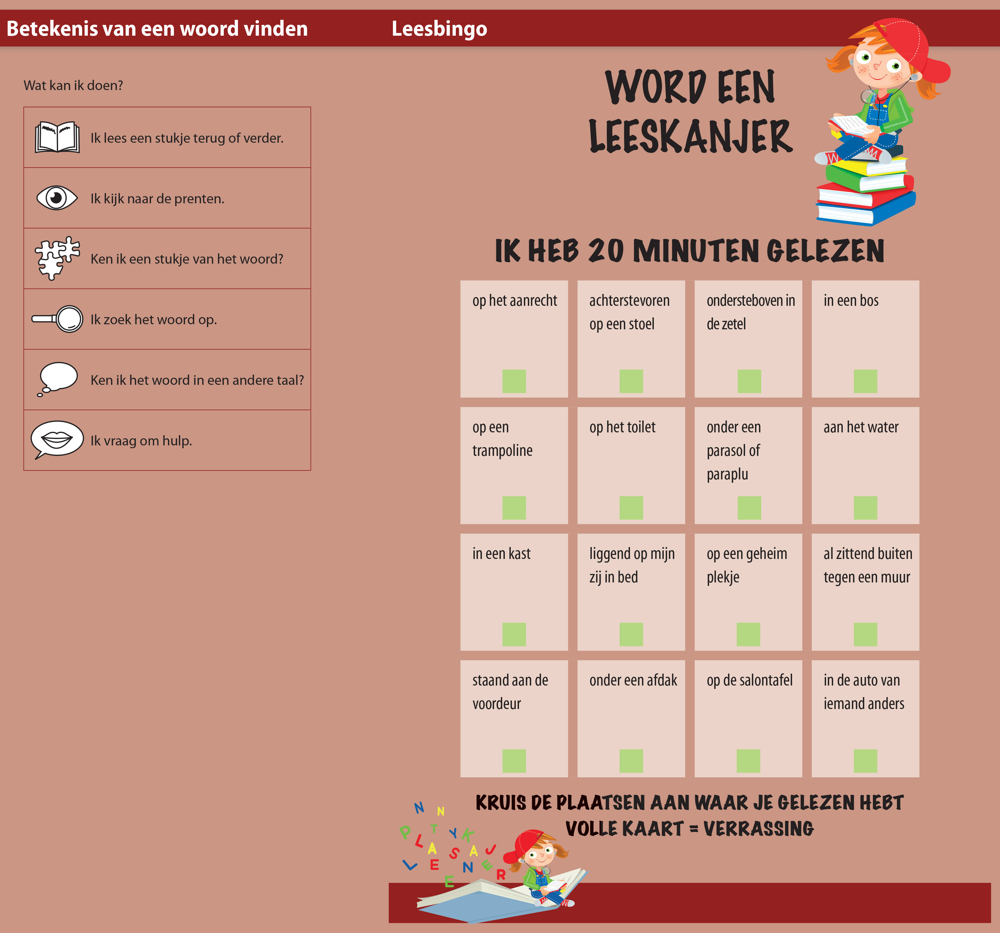 Betekenis van een woord vinden
Wat kan ik doen?
Ik lees een stukje terug of verder.
Ik kijk naar de prenten.
Ken ik een stukje van het woord?
Ik zoek het woord op.
Ken ik het woord in een andere taal?
Ik vraag om hulp.
Leesbingo
WORD EEN
LEESKANJER
IK HEB 20 MINUTEN GELEZEN
op het aanrecht
achterstevoren
op een stoel
ondersteboven in
de zetel
in een bos
op een
trampoline
op het toilet
onder een
parasol of
paraplu
aan het water
in een kast
liggend op mijn
zij in bed
op een geheim
plekje
al zittend buiten
tegen een muur
staand aan de
voordeur
onder een afdak
op de salontafel
in de auto van
iemand anders
KRUIS DE PLAATSEN AAN WAAR JE GELEZEN HEBT
VOLLE KAART = VERRASSING
N N
P T Y K
L A S A J
L E N E R
E